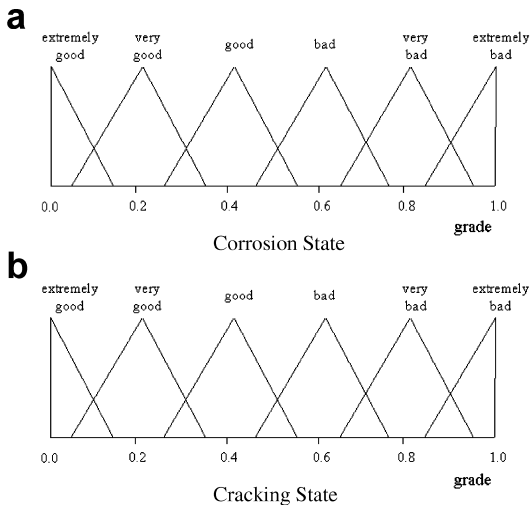 a
extremely good
very good
good
bad
very bad
extremely bad
0.0 0.2 0.4 0.6 0.8 1.0
grade
Corrosion State
b
extremely good
very good
good
bad
very bad
extremely bad
0.0 0.2 0.4 0.6 0.8 1.0
grade
Cracking State